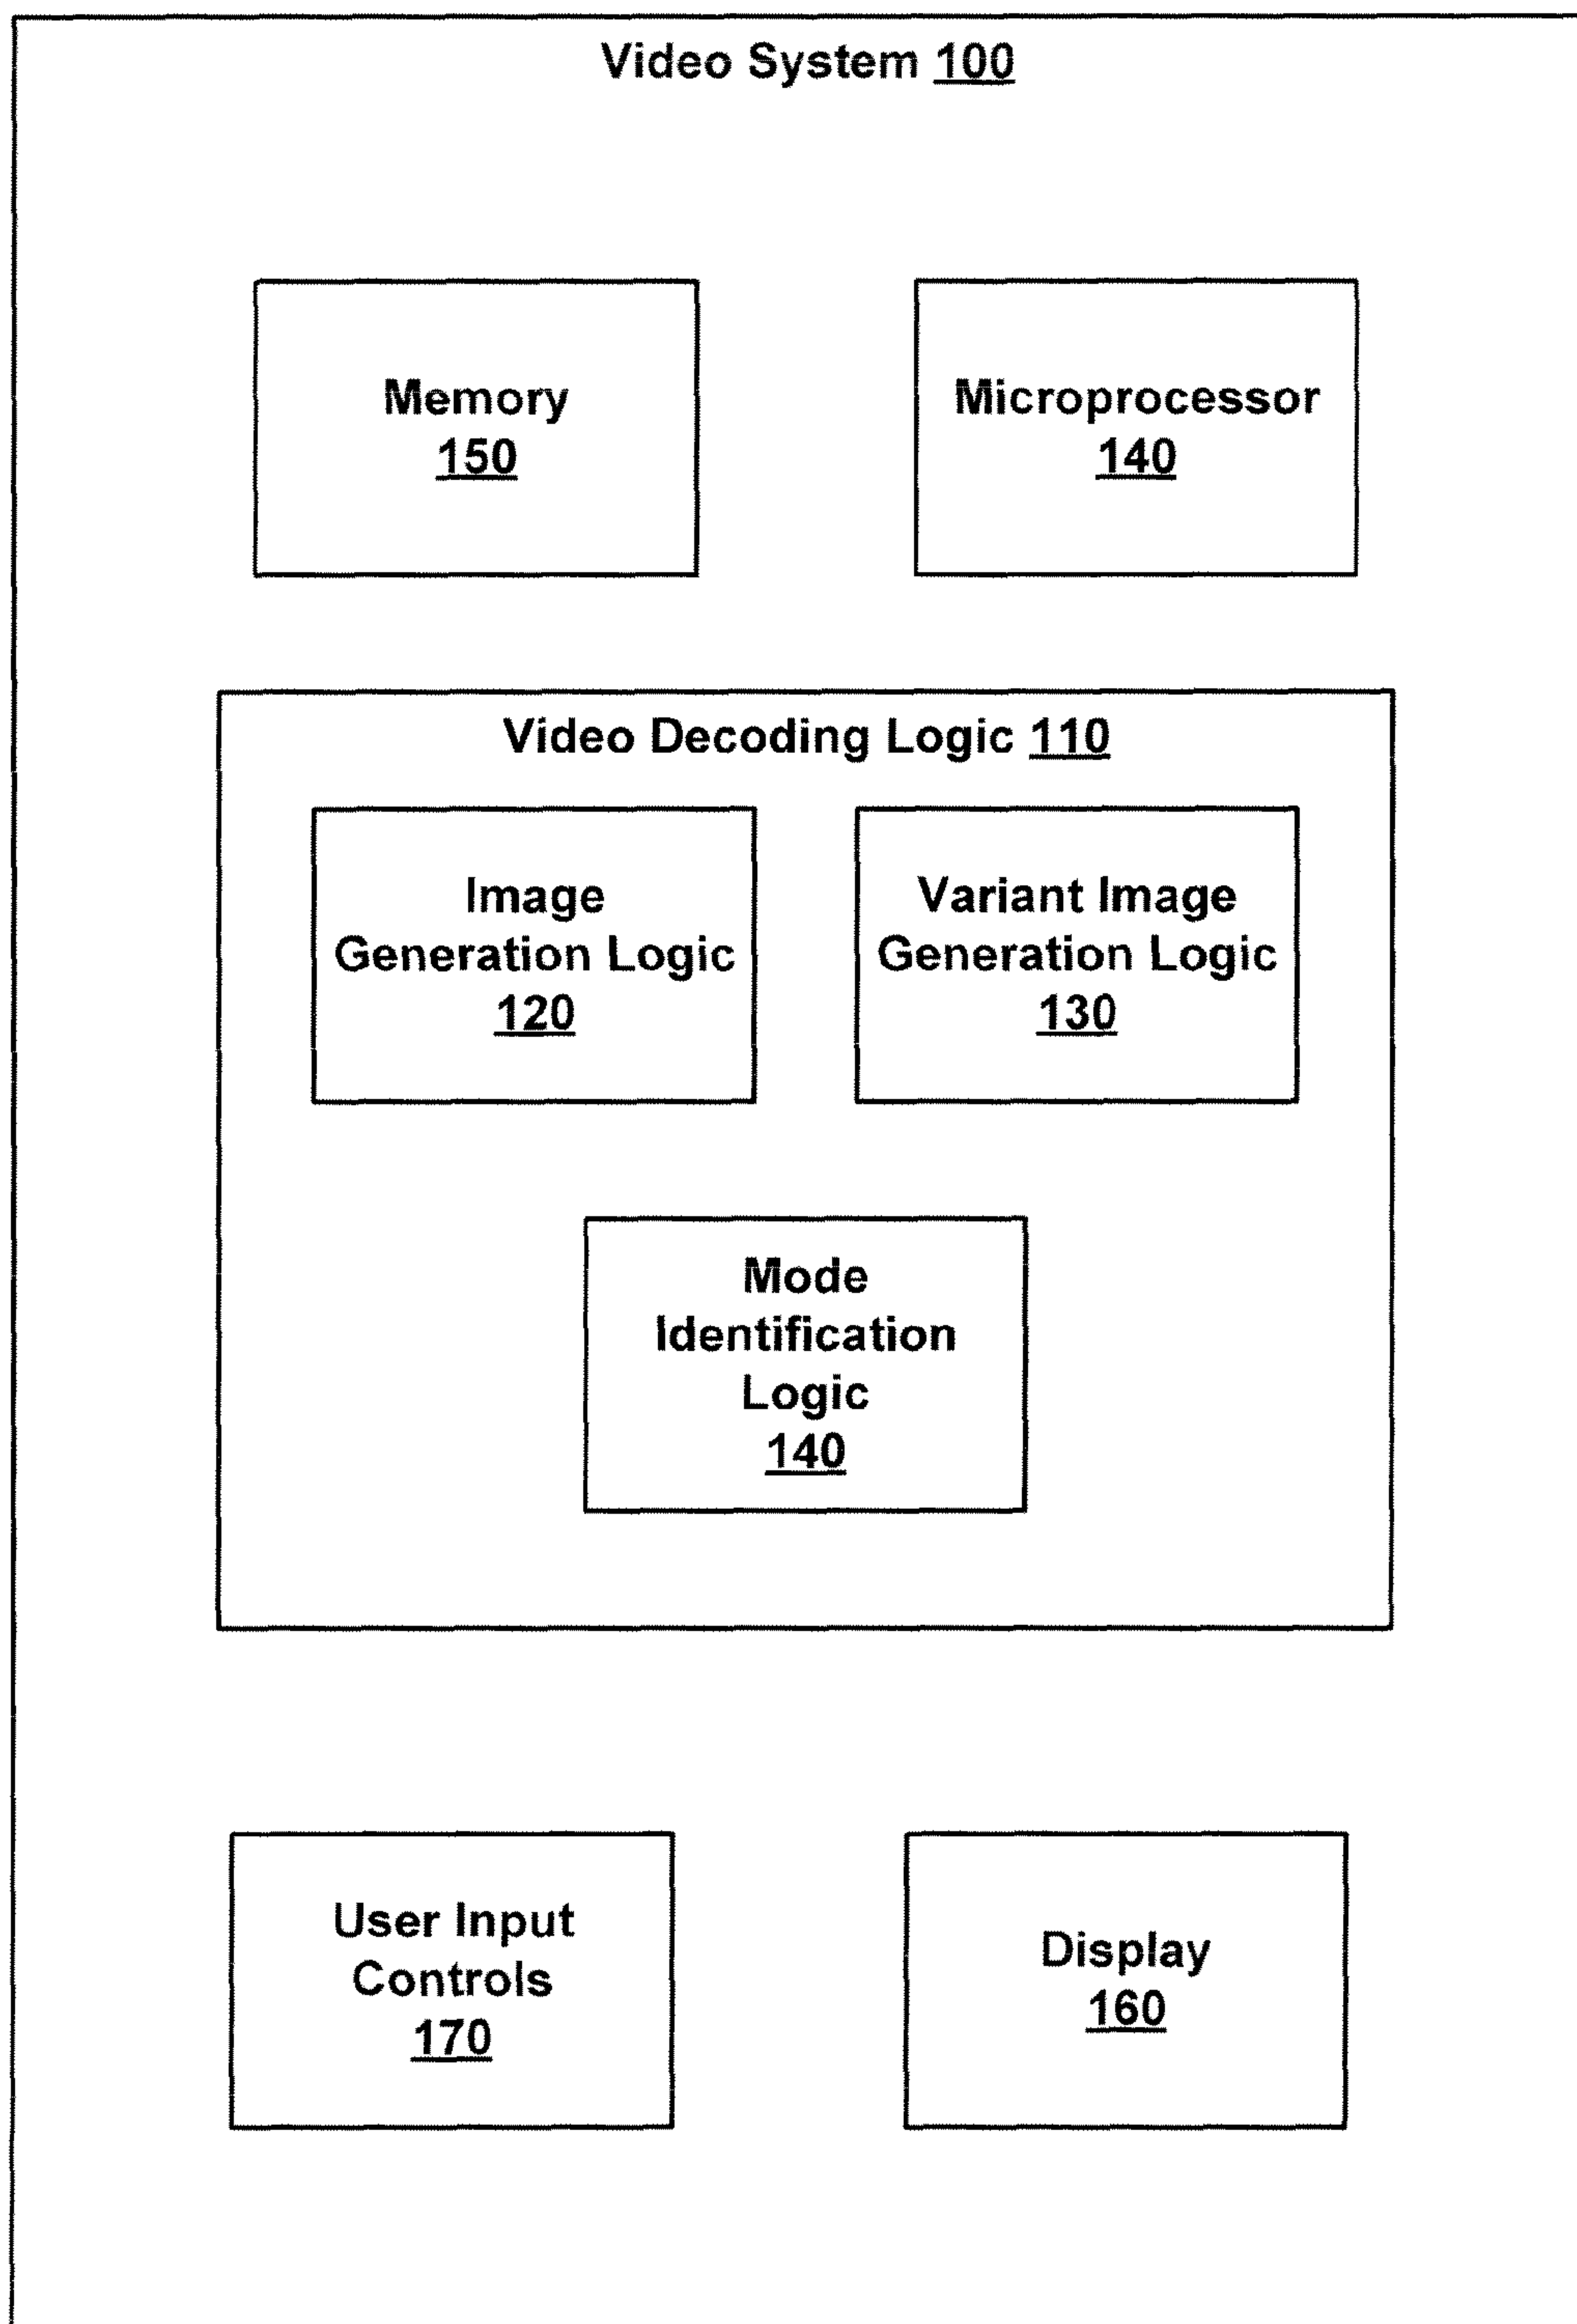 Video System 100
Memory
150
Microprocessor
140
Video Decoding Logic 110
Image
Generation Logic
120
Variant Image
Generation Logic
130
Mode
Identification
Logic
140
User Input
Controls
170
Display
160